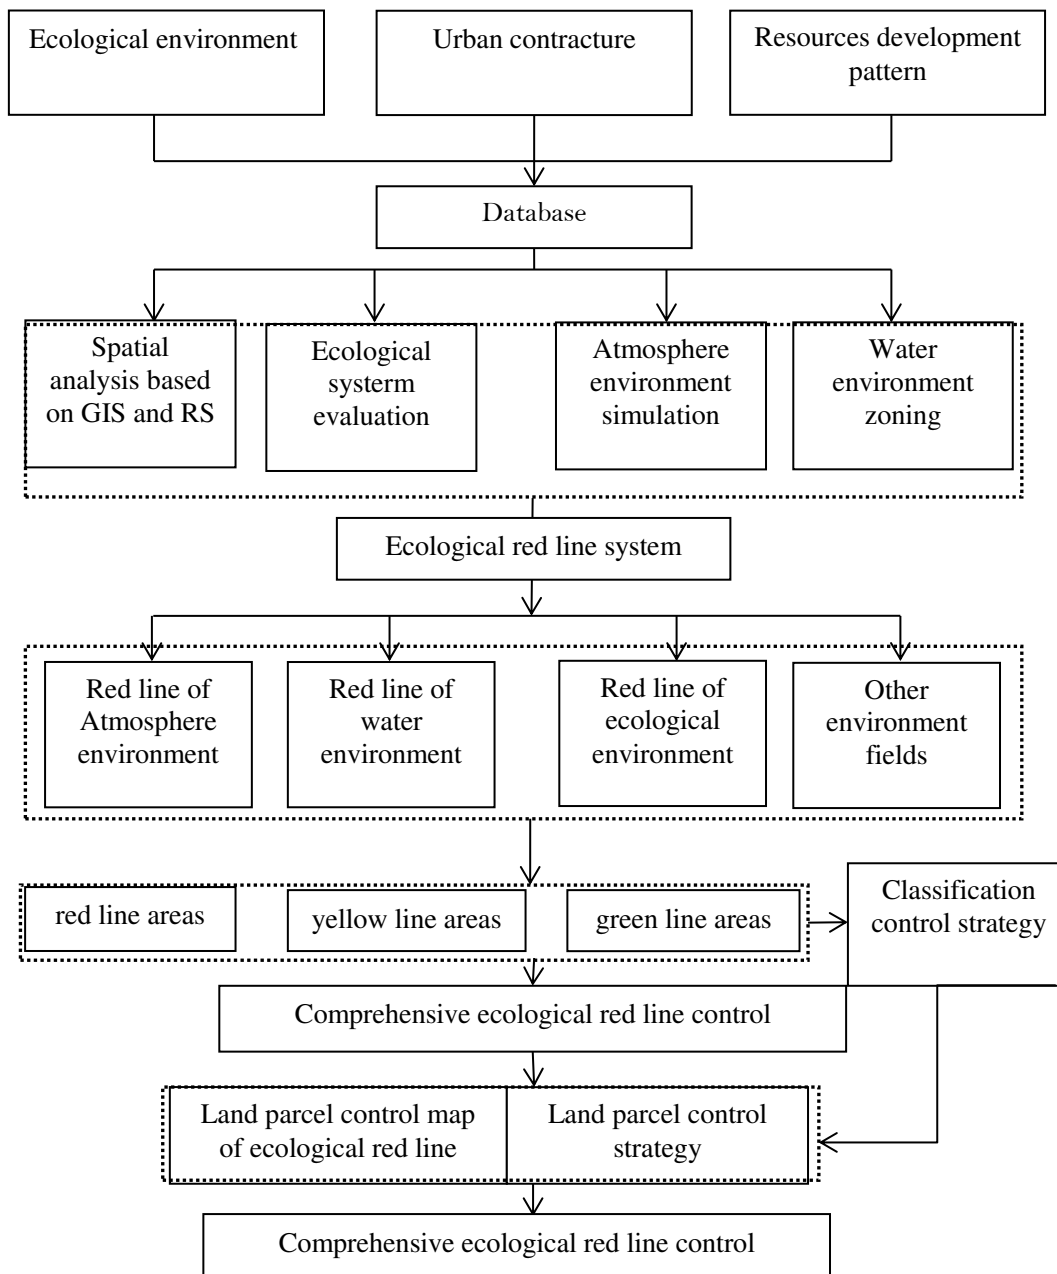 Ecological environment
Urban contracture
Resources development
pattern
Database
Spatial
analysis based
on GIS and RS
Ecological
systerm
evaluation
Atmosphere
environment
simulation
Water
environment
zoning
Ecological red line system
Red line of
Atmosphere
environment
Red line of
water
environment
Red line of
ecological
environment
Other
environment
fields
red line areas
yellow line areas
green line areas
Classification
control strategy
Comprehensive ecological red line control
Land parcel control map
of ecological red line
Land parcel control
strategy
Comprehensive ecological red line control